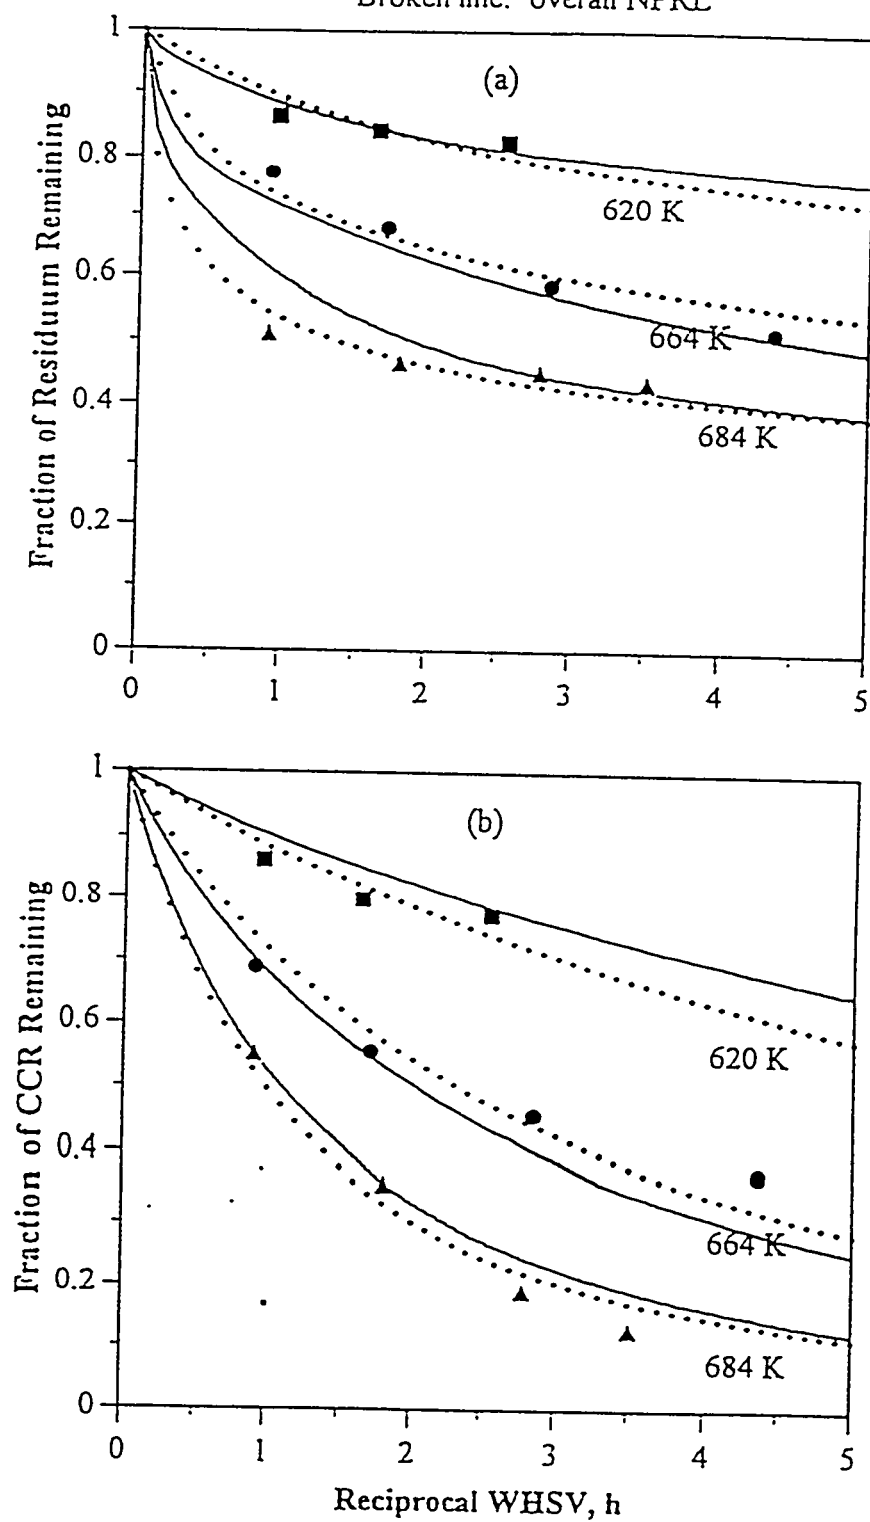 Broken line: overall NPRL
(a)
Fraction of Residuum Remaining
1
0.8
0.6
0.4
0.2
0
620 K
664 K
684 K
0 1 2 3 4 5
(b)
Fraction of CCR Remaining
1
0.8
0.6
0.4
0.2
0
620 K
664 K
684 K
0 1 2 3 4 5
Reciprocal WHSV, h